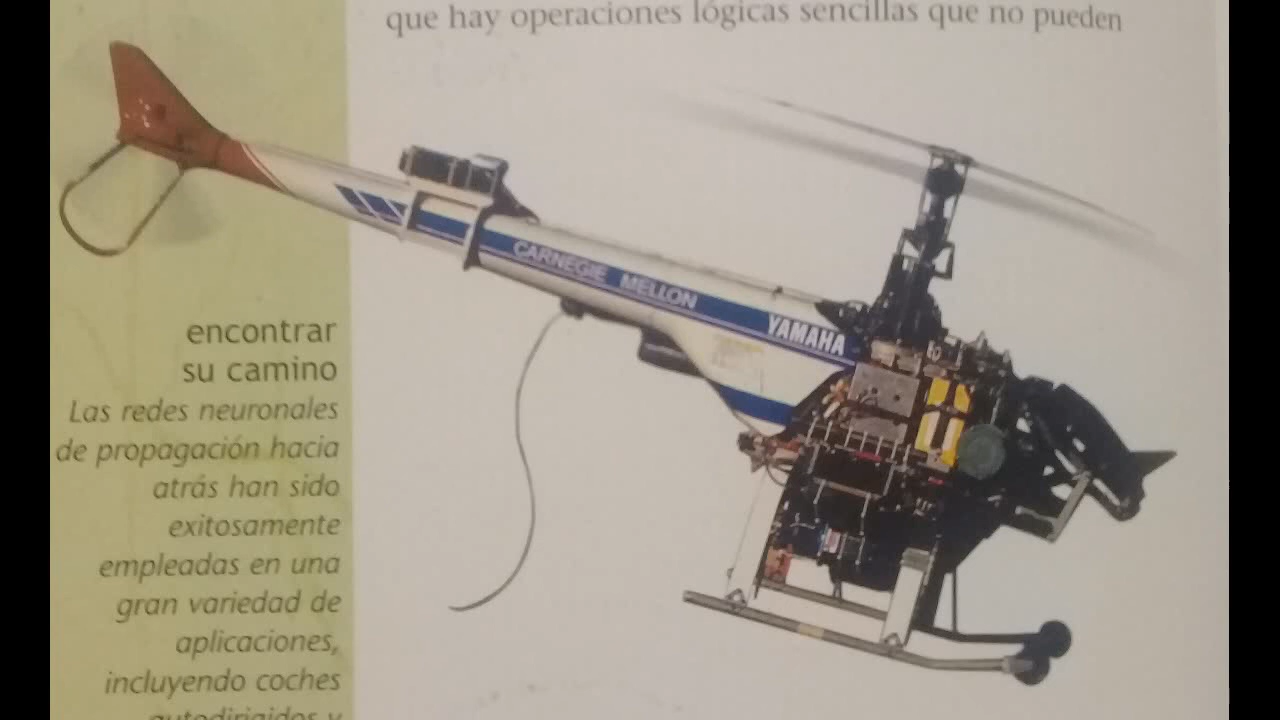 que hay operaciones lógicas sencillas que no pueden
CARNEGIE MELLON
YAMAHA
encontrar
su camino
Las redes neuronales
de propagación hacia
atrás han sido
exitosamente
empleadas en una
gran variedad de
aplicaciones,
incluyendo coches
autodirigidos y